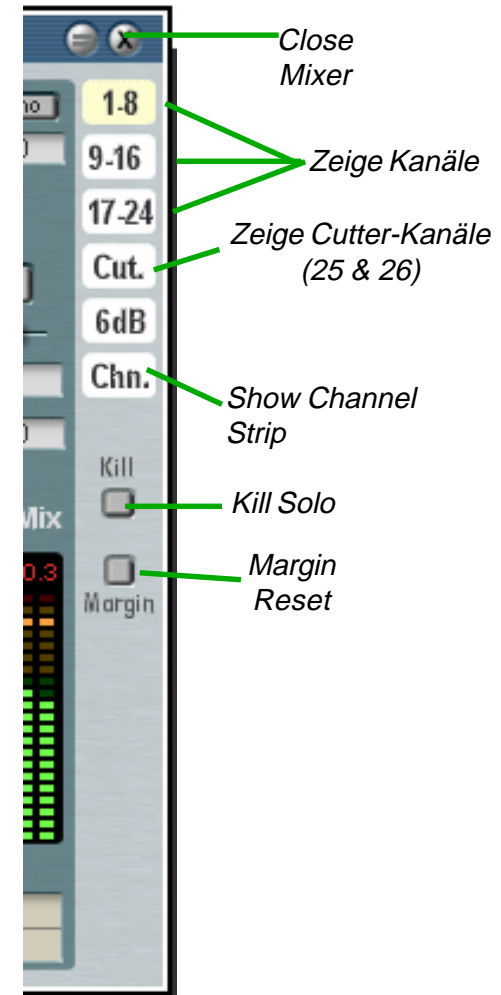 Close
Mixer
1-8
9-16
Zeige Kanäle
17-24
Zeige Cutter-Kanäle
(25 & 26)
Cut.
6dB
Chn.
Show Channel
Strip
Kill
Kill Solo
Mix
0.3
Margin
Reset
Margin